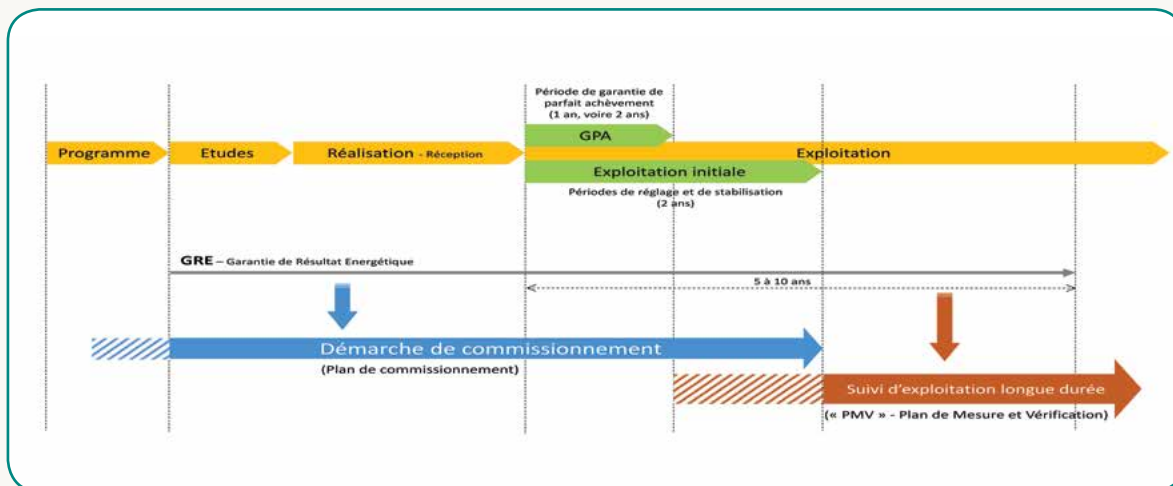 Période de garantie de
parfait achèvement
(1 an, voire 2 ans)
GPA
Programme
Etudes
Réalisation - Réception
Exploitation
Exploitation initiale
Périodes de réglage et de stabilisation
(2 ans)
GRE – Garantie de Résultat Energétique
5 à 10 ans
Démarche de commissionnement
(Plan de commissionnement)
Suivi d'exploitation longue durée
(« PMV » - Plan de Mesure et Vérification)